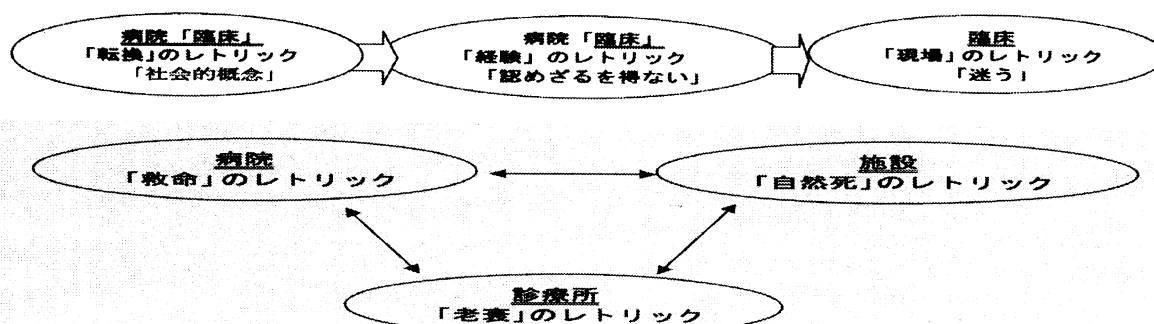 病院「臨床」
「転換」のレトリック
「社会的概念」
病院「臨床」
「経験」のレトリック
「認めざるを得ない」
臨床
「現場」のレトリック
「迷う」
病院
「救命」のレトリック
施設
「自然死」のレトリック
診療所
「老衰」のレトリック